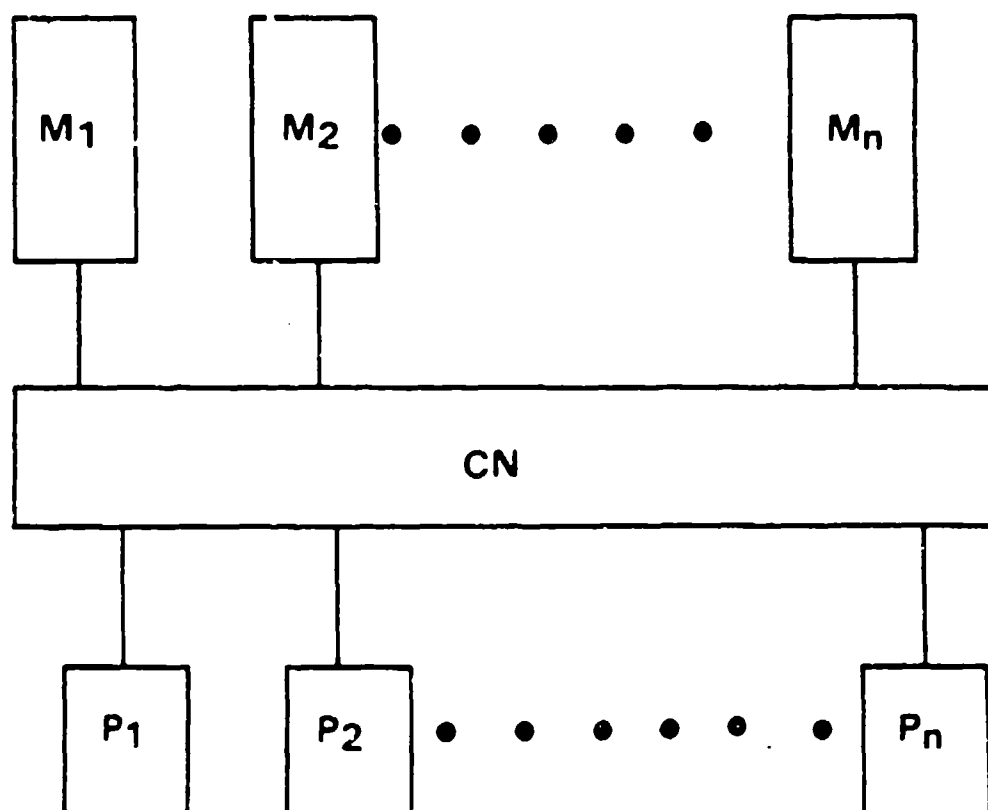 M1 M2 • • • • • Mn
CN
P1 P2 • • • • • • Pn